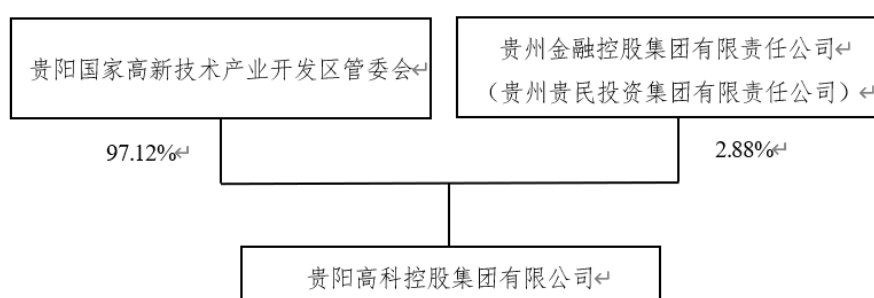 贵阳国家高新技术产业开发区管委会↵
贵州金融控股集团有限责任公司↵
（贵州贵民投资集团有限责任公司）↵
97.12%↵
2.88%↵
贵阳高科控股集团有限公司↵